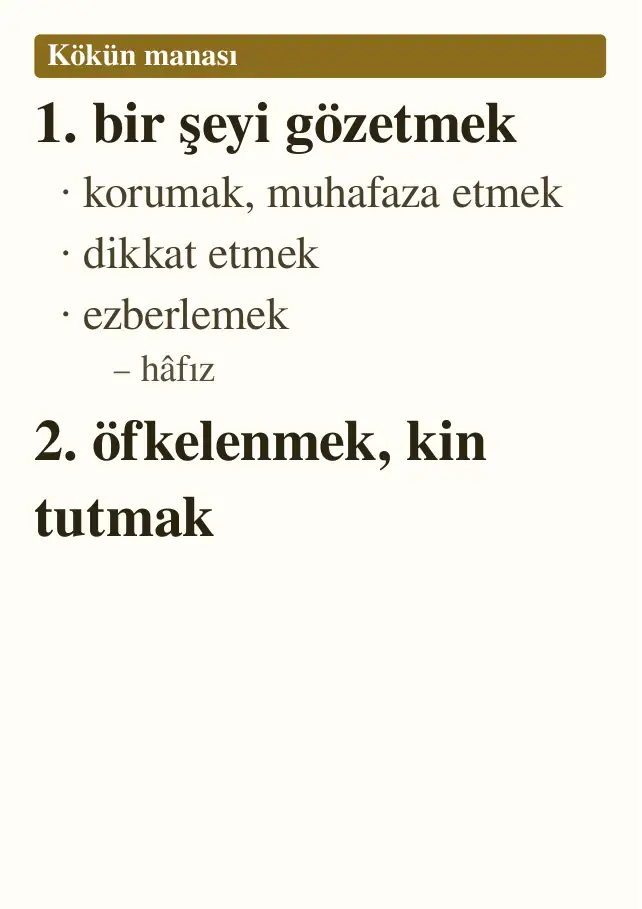 Kökün manası
1. bir şeyi gözetmek
· korumak, muhafaza etmek
· dikkat etmek
· ezberlemek
– hâfız
2. öfkelenmek, kin
tutmak